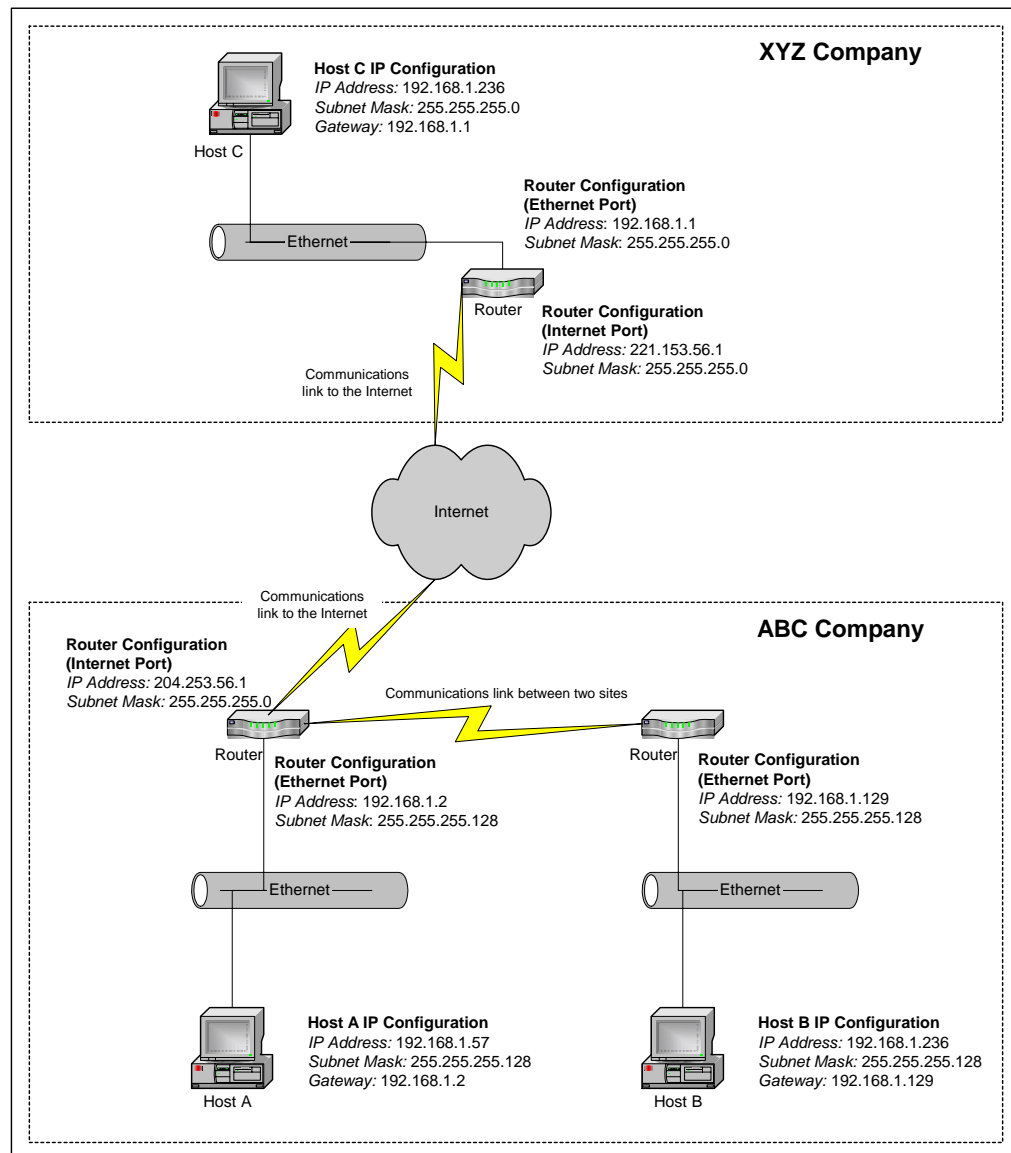 XYZ Company
Host C IP Configuration
IP Address: 192.168.1.236
Subnet Mask: 255.255.255.0
Gateway: 192.168.1.1
Host C
Router Configuration
(Ethernet Port)
IP Address: 192.168.1.1
Subnet Mask: 255.255.255.0
Ethernet
Router
Router Configuration
(Internet Port)
IP Address: 221.153.56.1
Subnet Mask: 255.255.255.0
Communications
link to the Internet
Internet
Communications
link to the Internet
ABC Company
Router Configuration
(Internet Port)
IP Address: 204.253.56.1
Subnet Mask: 255.255.255.0
Communications link between two sites
Router
Router
Router Configuration
(Ethernet Port)
IP Address: 192.168.1.2
Subnet Mask: 255.255.255.128
Router Configuration
(Ethernet Port)
IP Address: 192.168.1.129
Subnet Mask: 255.255.255.128
Ethernet
Ethernet
Host A IP Configuration
IP Address: 192.168.1.57
Subnet Mask: 255.255.255.128
Gateway: 192.168.1.2
Host A
Host B IP Configuration
IP Address: 192.168.1.236
Subnet Mask: 255.255.255.128
Gateway: 192.168.1.129
Host B